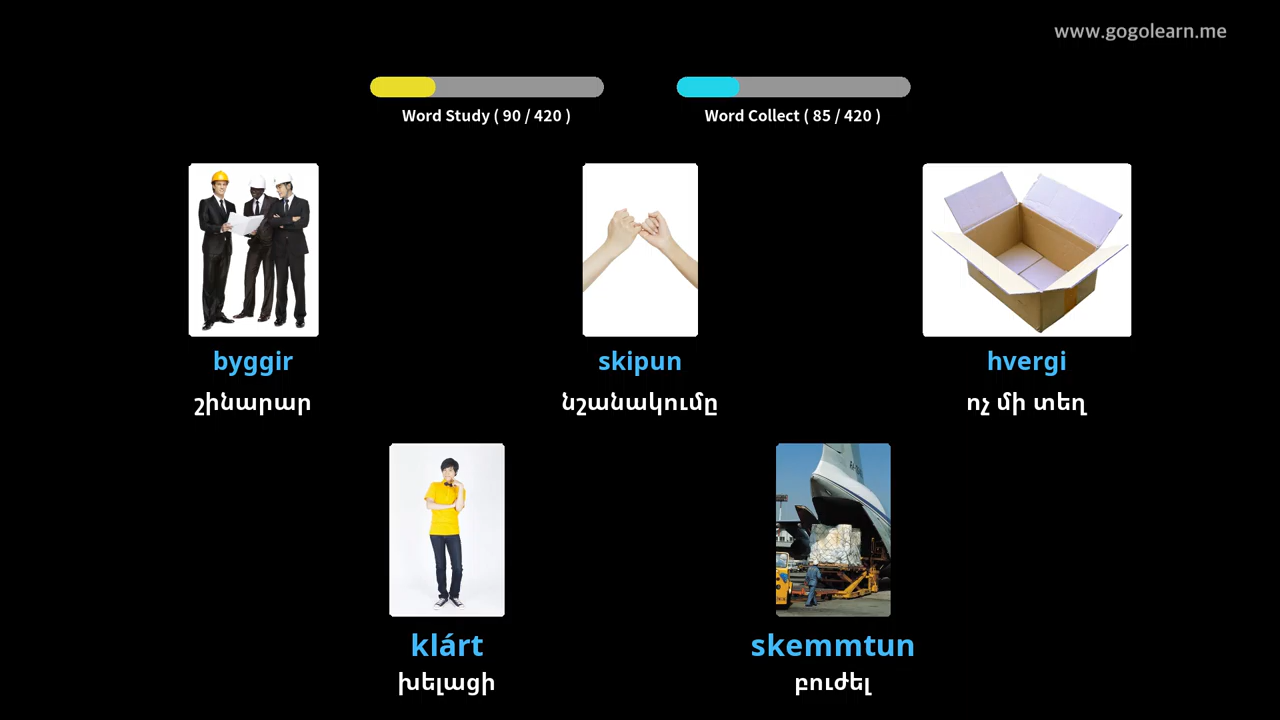 www.gogolearn.me
Word Study ( 90 / 420 )
Word Collect ( 85 / 420 )
byggir
skipun
hvergi
շինարար
նշանակումը
ոչ մի տեղ
klárt
skemmtun
խելացի
բուժել